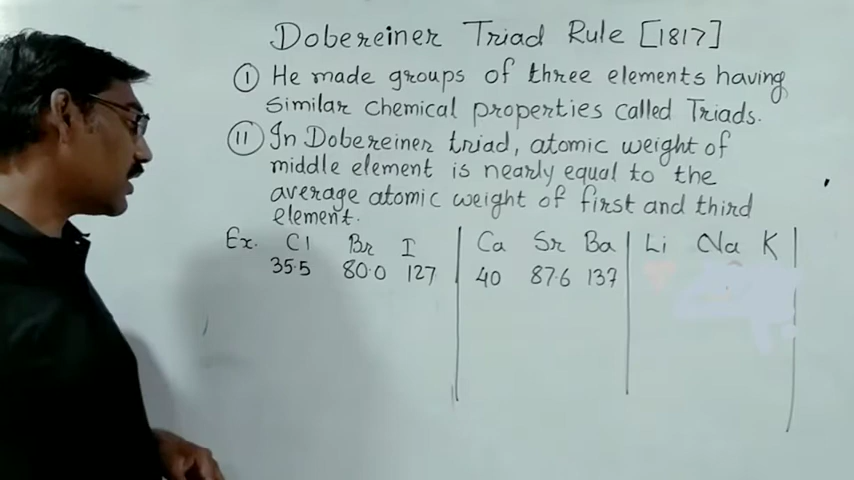 Dobereiner Triad Rule [1817]
I He made groups of three elements having
similar chemical properties called Triads.
II In Dobereiner triad, atomic weight of
middle element is nearly equal to the
average atomic weight of first and third
element.
Ex. Cl Br I | Ca Sr Ba | Li Na K |
35.5 80.0 127 | 40 87.6 137 |